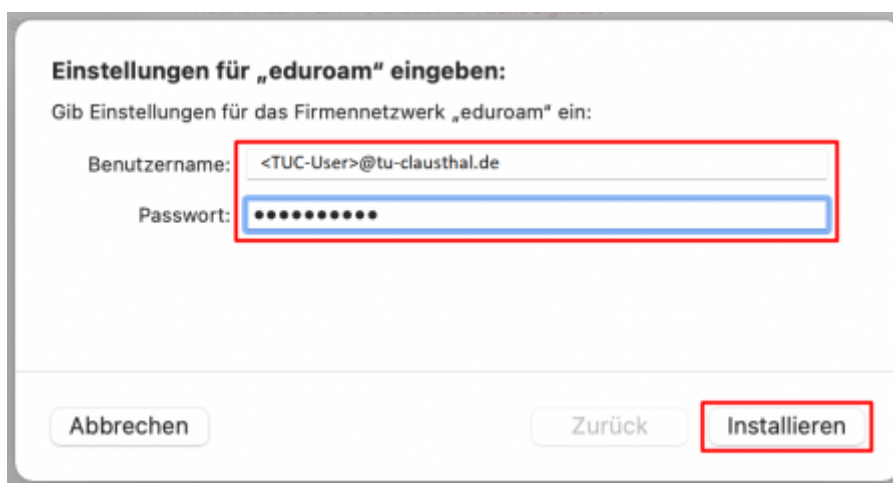 Einstellungen für „eduroam“ eingeben:
Gib Einstellungen für das Firmennetzwerk „eduroam“ ein:
Benutzername: <TUC-User>@tu-clausthal.de
Passwort: ••••••••••
Abbrechen Zurück Installieren